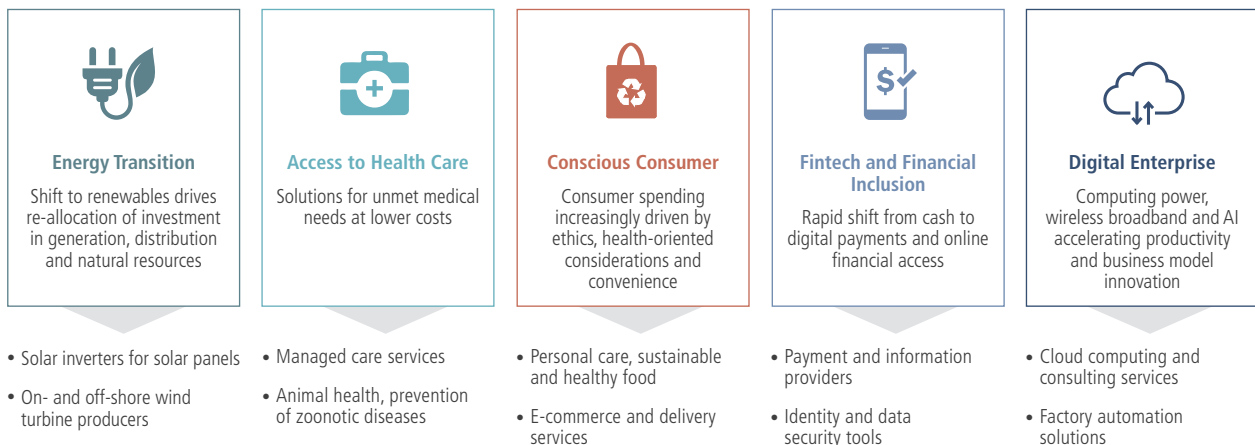 Energy Transition
Shift to renewables drives
re-allocation of investment
in generation, distribution
and natural resources
• Solar inverters for solar panels
• On- and off-shore wind
turbine producers
Access to Health Care
Solutions for unmet medical
needs at lower costs
• Managed care services
• Animal health, prevention
of zoonotic diseases
Conscious Consumer
Consumer spending
increasingly driven by
ethics, health-oriented
considerations and
convenience
• Personal care, sustainable
and healthy food
• E-commerce and delivery
services
$
Fintech and Financial
Inclusion
Rapid shift from cash to
digital payments and online
financial access
• Payment and information
providers
• Identity and data
security tools
Digital Enterprise
Computing power,
wireless broadband and AI
accelerating productivity
and business model
innovation
• Cloud computing and
consulting services
• Factory automation
solutions